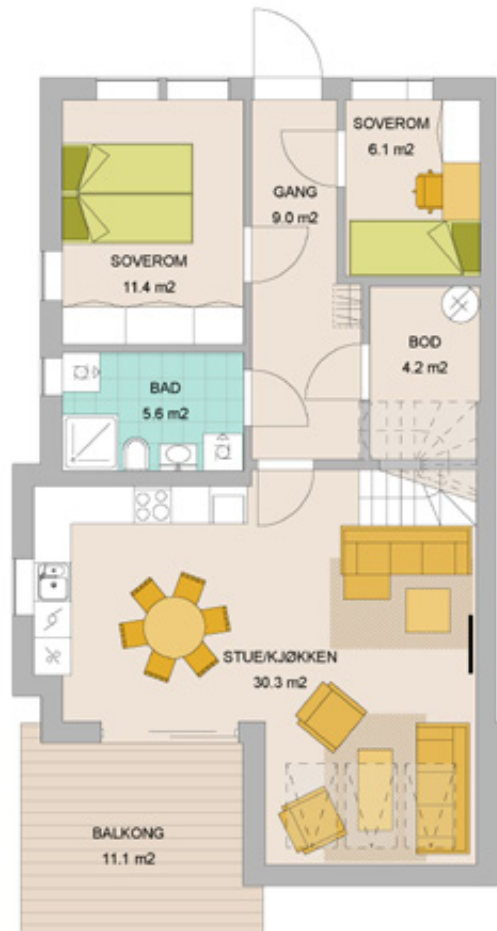 SOVEROM
6.1 m2
GANG
9.0 m2
SOVEROM
11.4 m2
BOD
4.2 m2
BAD
5.6 m2
STUE/KJØKKEN
30.3 m2
BALKONG
11.1 m2